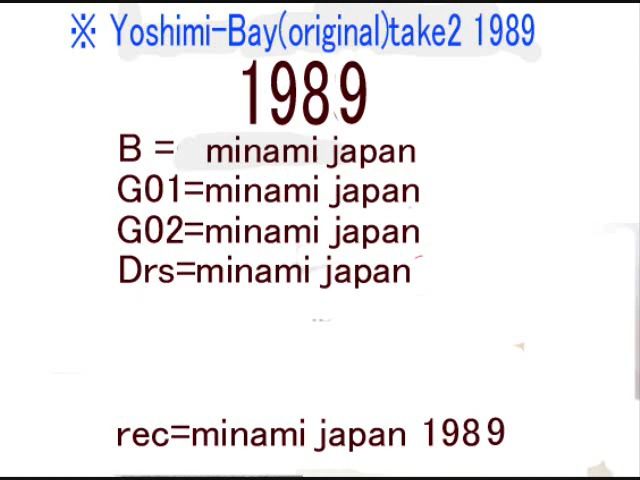 ※ Yoshimi-Bay(original)take2 1989
1989
B = minami japan
G01=minami japan
G02=minami japan
Drs=minami japan
rec=minami japan 1989